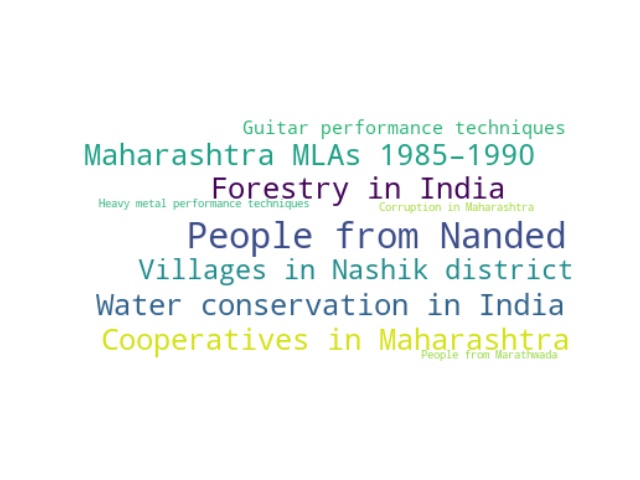 Guitar performance techniques
Maharashtra MLAs 1985–1990
Forestry in India
Heavy metal performance techniques
Corruption in Maharashtra
People from Nanded
Villages in Nashik district
Water conservation in India
Cooperatives in Maharashtra
People from Marathwada